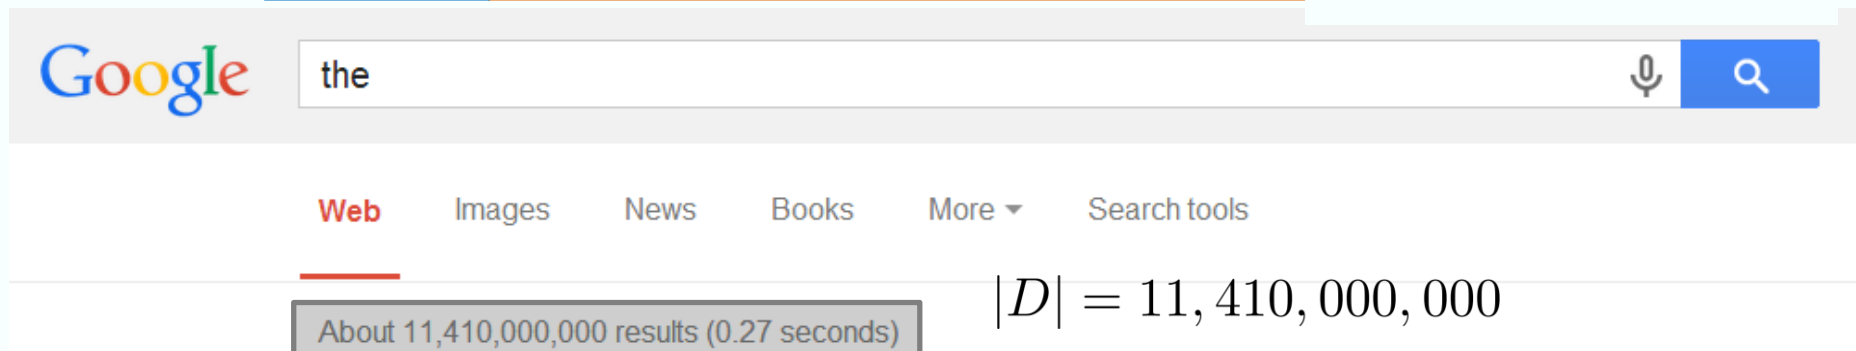 Google the
Web Images News Books More Search tools
|D| = 11, 410, 000, 000
About 11,410,000,000 results (0.27 seconds)